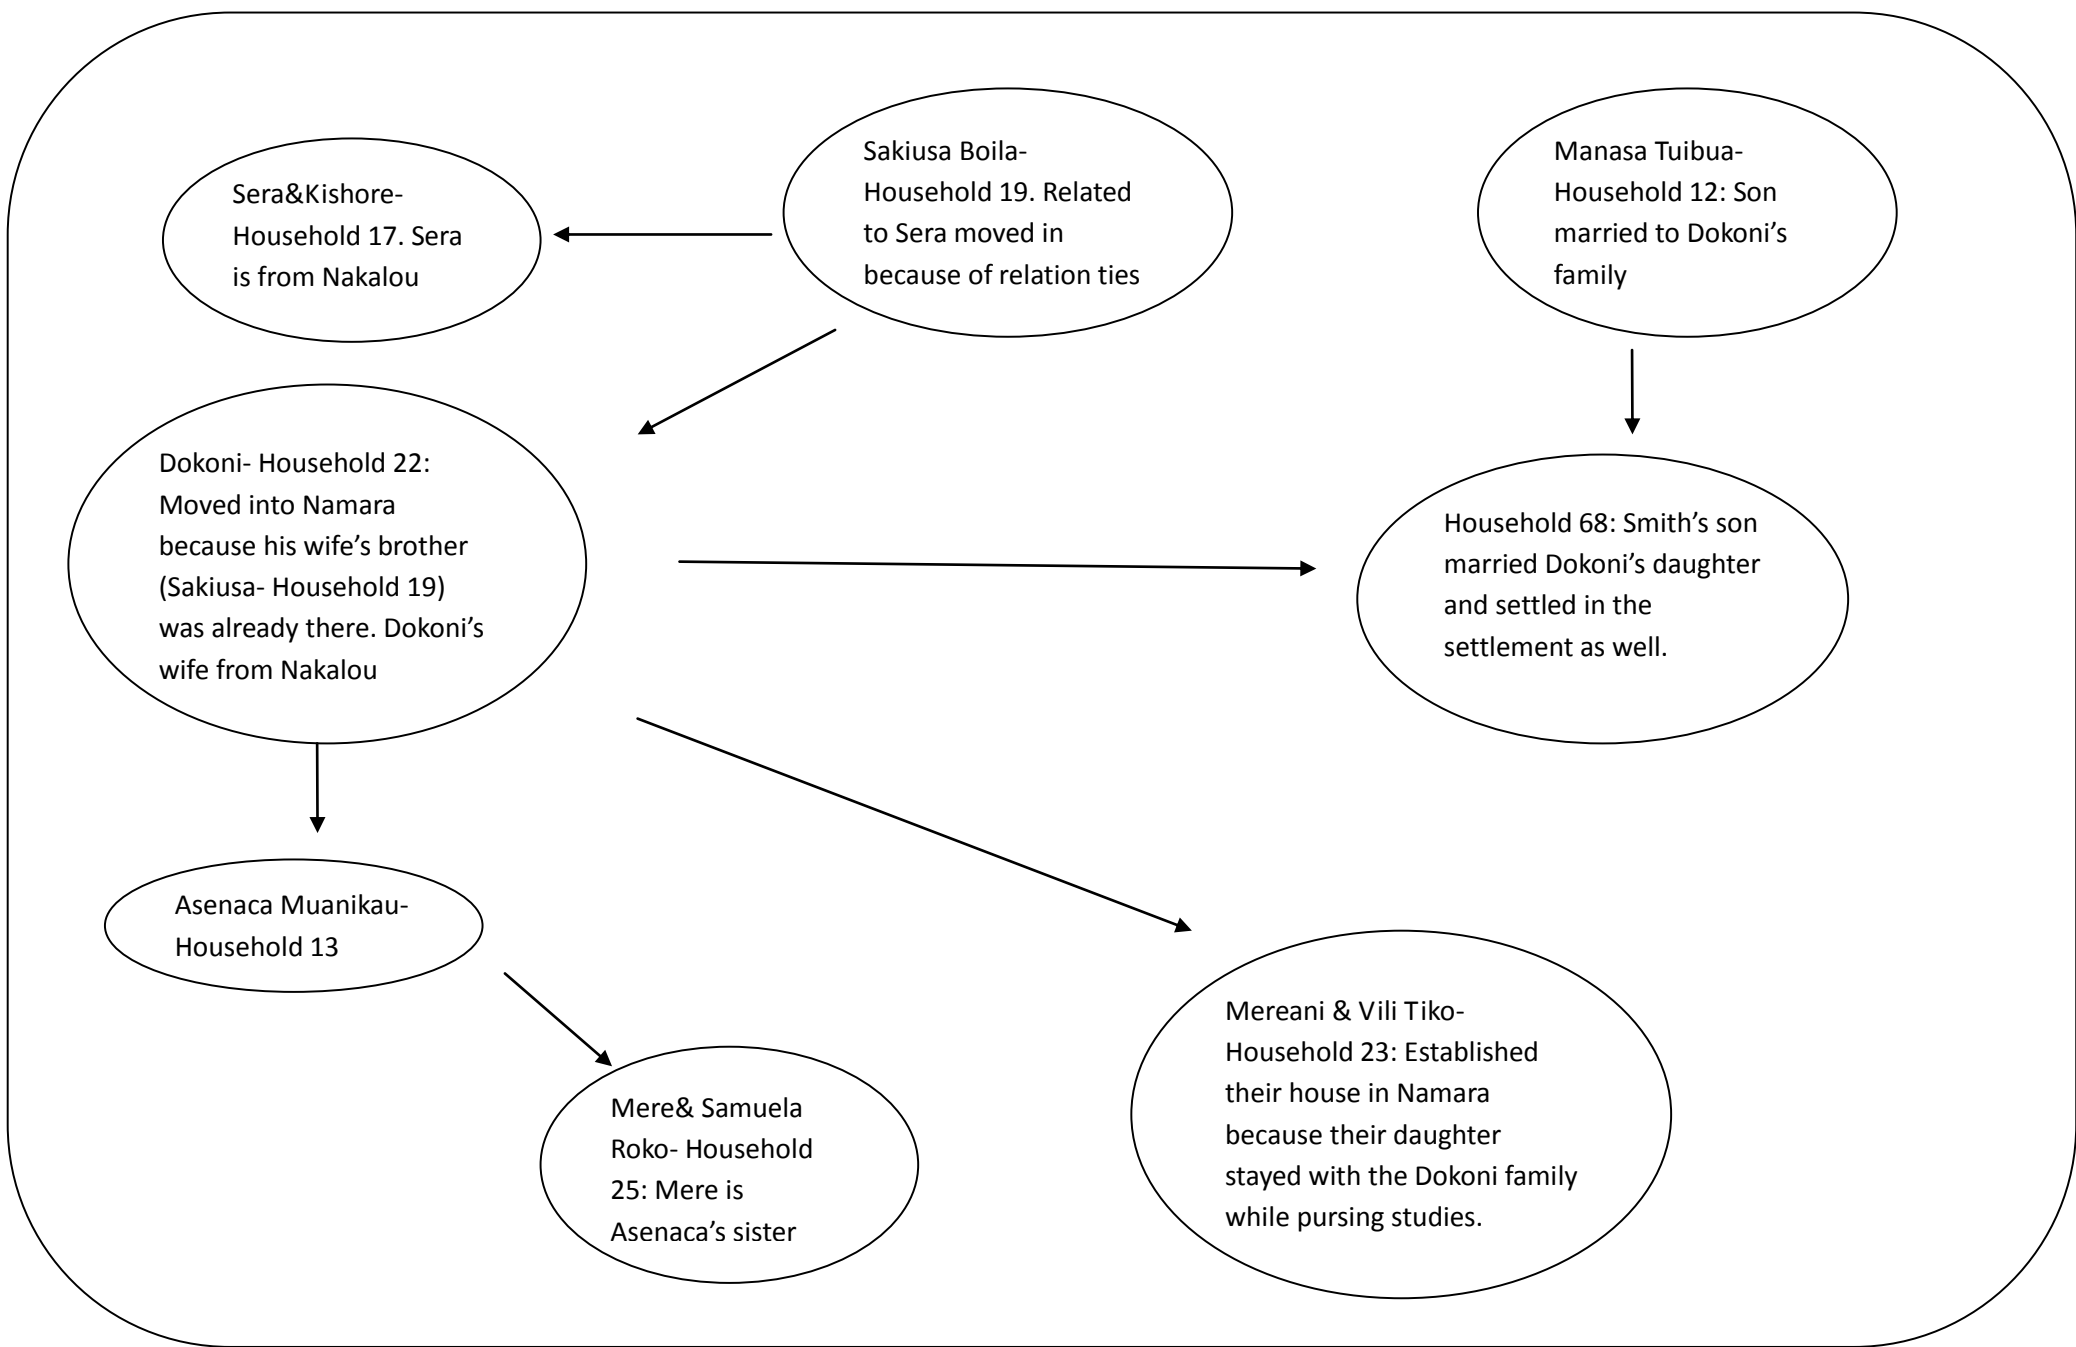 Sera&Kishore-
Household 17. Sera
is from Nakalou
Sakiusa Boila-
Household 19. Related
to Sera moved in
because of relation ties
Manasa Tuibua-
Household 12: Son
married to Dokoni’s
family
Dokoni- Household 22:
Moved into Namara
because his wife’s brother
(Sakiusa- Household 19)
was already there. Dokoni’s
wife from Nakalou
Household 68: Smith’s son
married Dokoni’s daughter
and settled in the
settlement as well.
Asenaca Muanikau-
Household 13
Mere& Samuela
Roko- Household
25: Mere is
Asenaca’s sister
Mereani & Vili Tiko-
Household 23: Established
their house in Namara
because their daughter
stayed with the Dokoni family
while pursing studies.